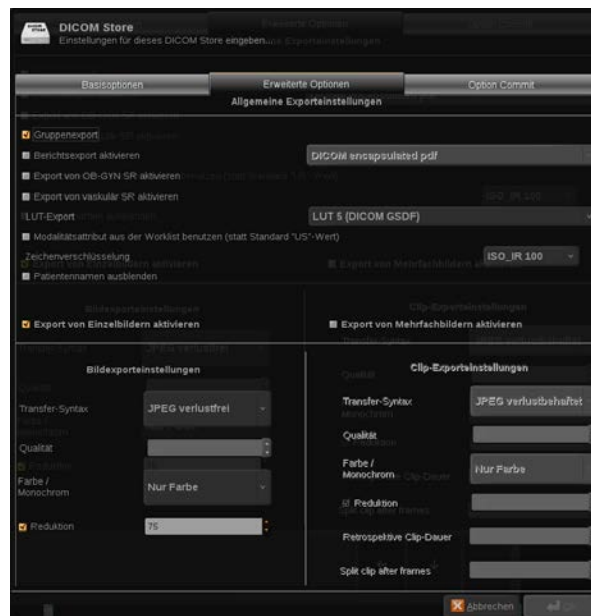 DICOM Store
Einstellungen für dieses DICOM Store eingeben...
Basisoptionen
Erweiterte Optionen
Option Commit
Allgemeine Exporteinstellungen
Gruppenexport
Berichtsexport aktivieren
DICOM encapsulated pdf
Export von OB-GYN SR aktivieren
Export von vaskulär SR aktivieren
LUT-Export
LUT 5 (DICOM GSDF)
Modalitätsattribut aus der Worklist benutzen (statt Standard "US"-Wert)
Zeichenverschlüsselung
ISO_IR 100
Patientennamen ausblenden
Export von Einzelbildern aktivieren
Export von Mehrfachbildern aktivieren
Bildexporteinstellungen
Transfer-Syntax
JPEG verlustfrei
Qualität
Farbe /
Monochrom
Nur Farbe
Reduktion
75
Clip-Exporteinstellungen
Transfer-Syntax
JPEG verlustbehaftet
Qualität
Farbe /
Monochrom
Nur Farbe
Reduktion
Retrospektive Clip-Dauer
Split clip after frames
Abbrechen